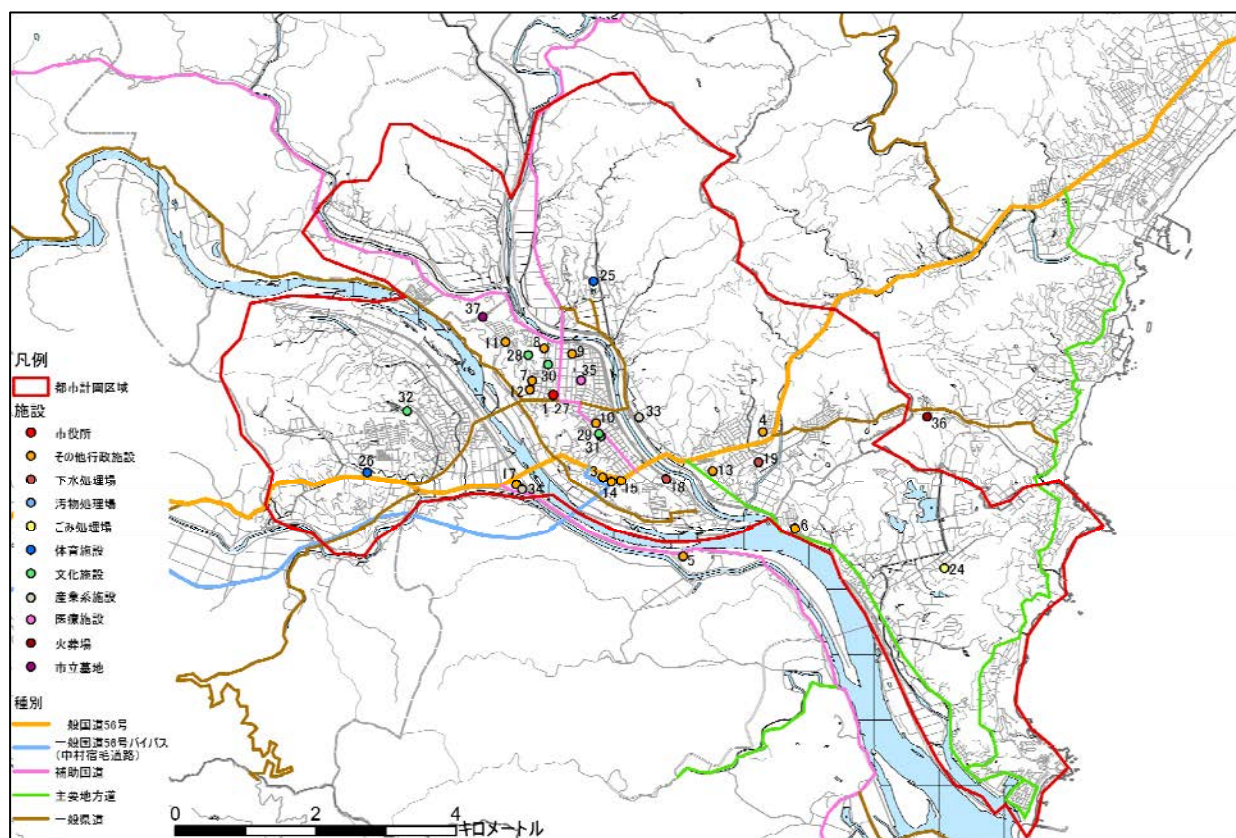 25
37
11
8
9
28
30
35
7
12
1
27
32
10
33
29
31
4
36
26
3
13
19
17
34
14
15
18
6
5
24
凡例
都市計画区域
施設
市役所
その他行政施設
下水処理場
汚物処理場
ごみ処理場
体育施設
文化施設
産業系施設
医療施設
火葬場
市立墓地
種別
一般国道56号
一般国道56号バイパス
(中村宿毛道路)
補助国道
主要地方道
一般県道
0 2 4
キロメートル